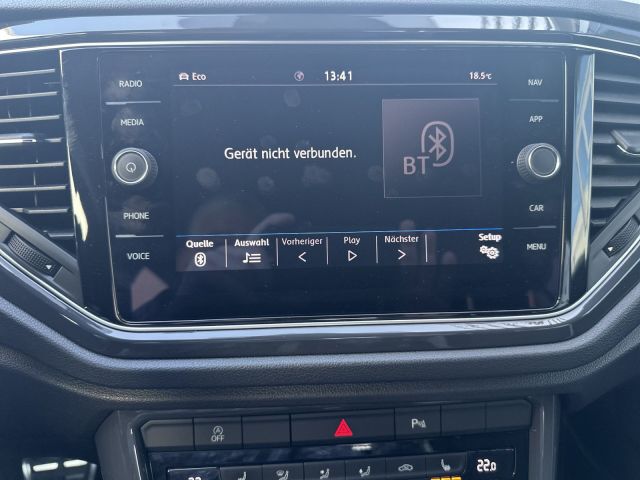 RADIO
MEDIA
PHONE
VOICE
Eco
13:41
18.5°C
Gerät nicht verbunden.
BT
Quelle Auswahl Vorheriger Play Nächster Setup
NAV
APP
CAR
MENU
OFF
P
22.0